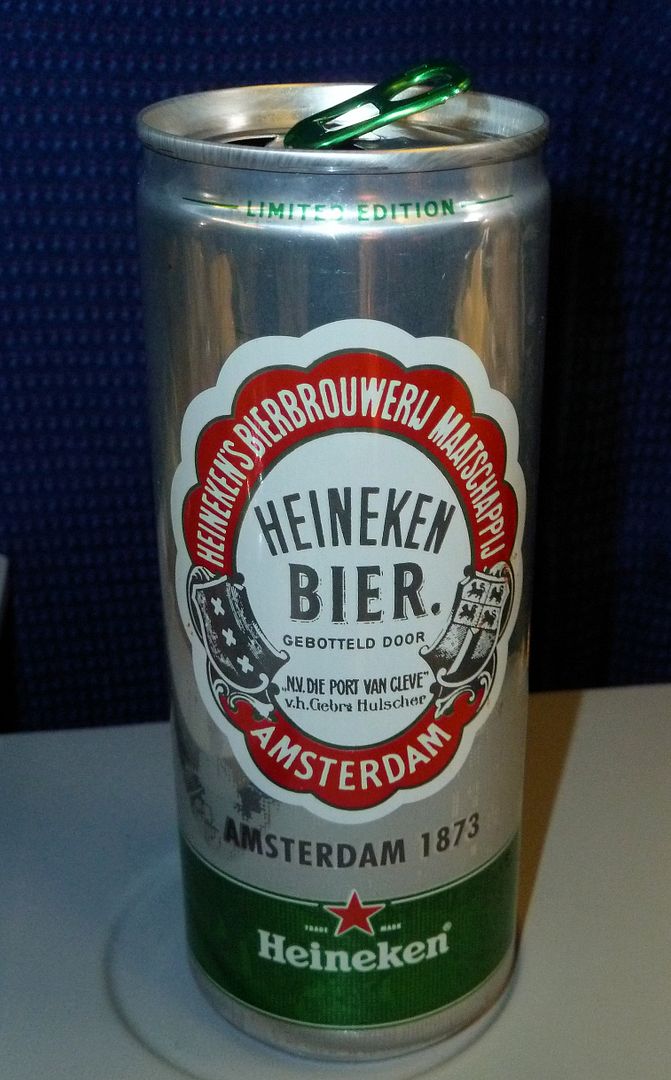 LIMITED EDITION
HEINEKEN'S BIERBROUWERIJ MAATSCHAPPIJ
HEINEKEN
BIER.
GEBOTTELD DOOR
„N.V. DIE PORT VAN CLEVE”
v.h. Gebrs Hulscher
AMSTERDAM
AMSTERDAM 1873
TRADE MARK
Heineken®